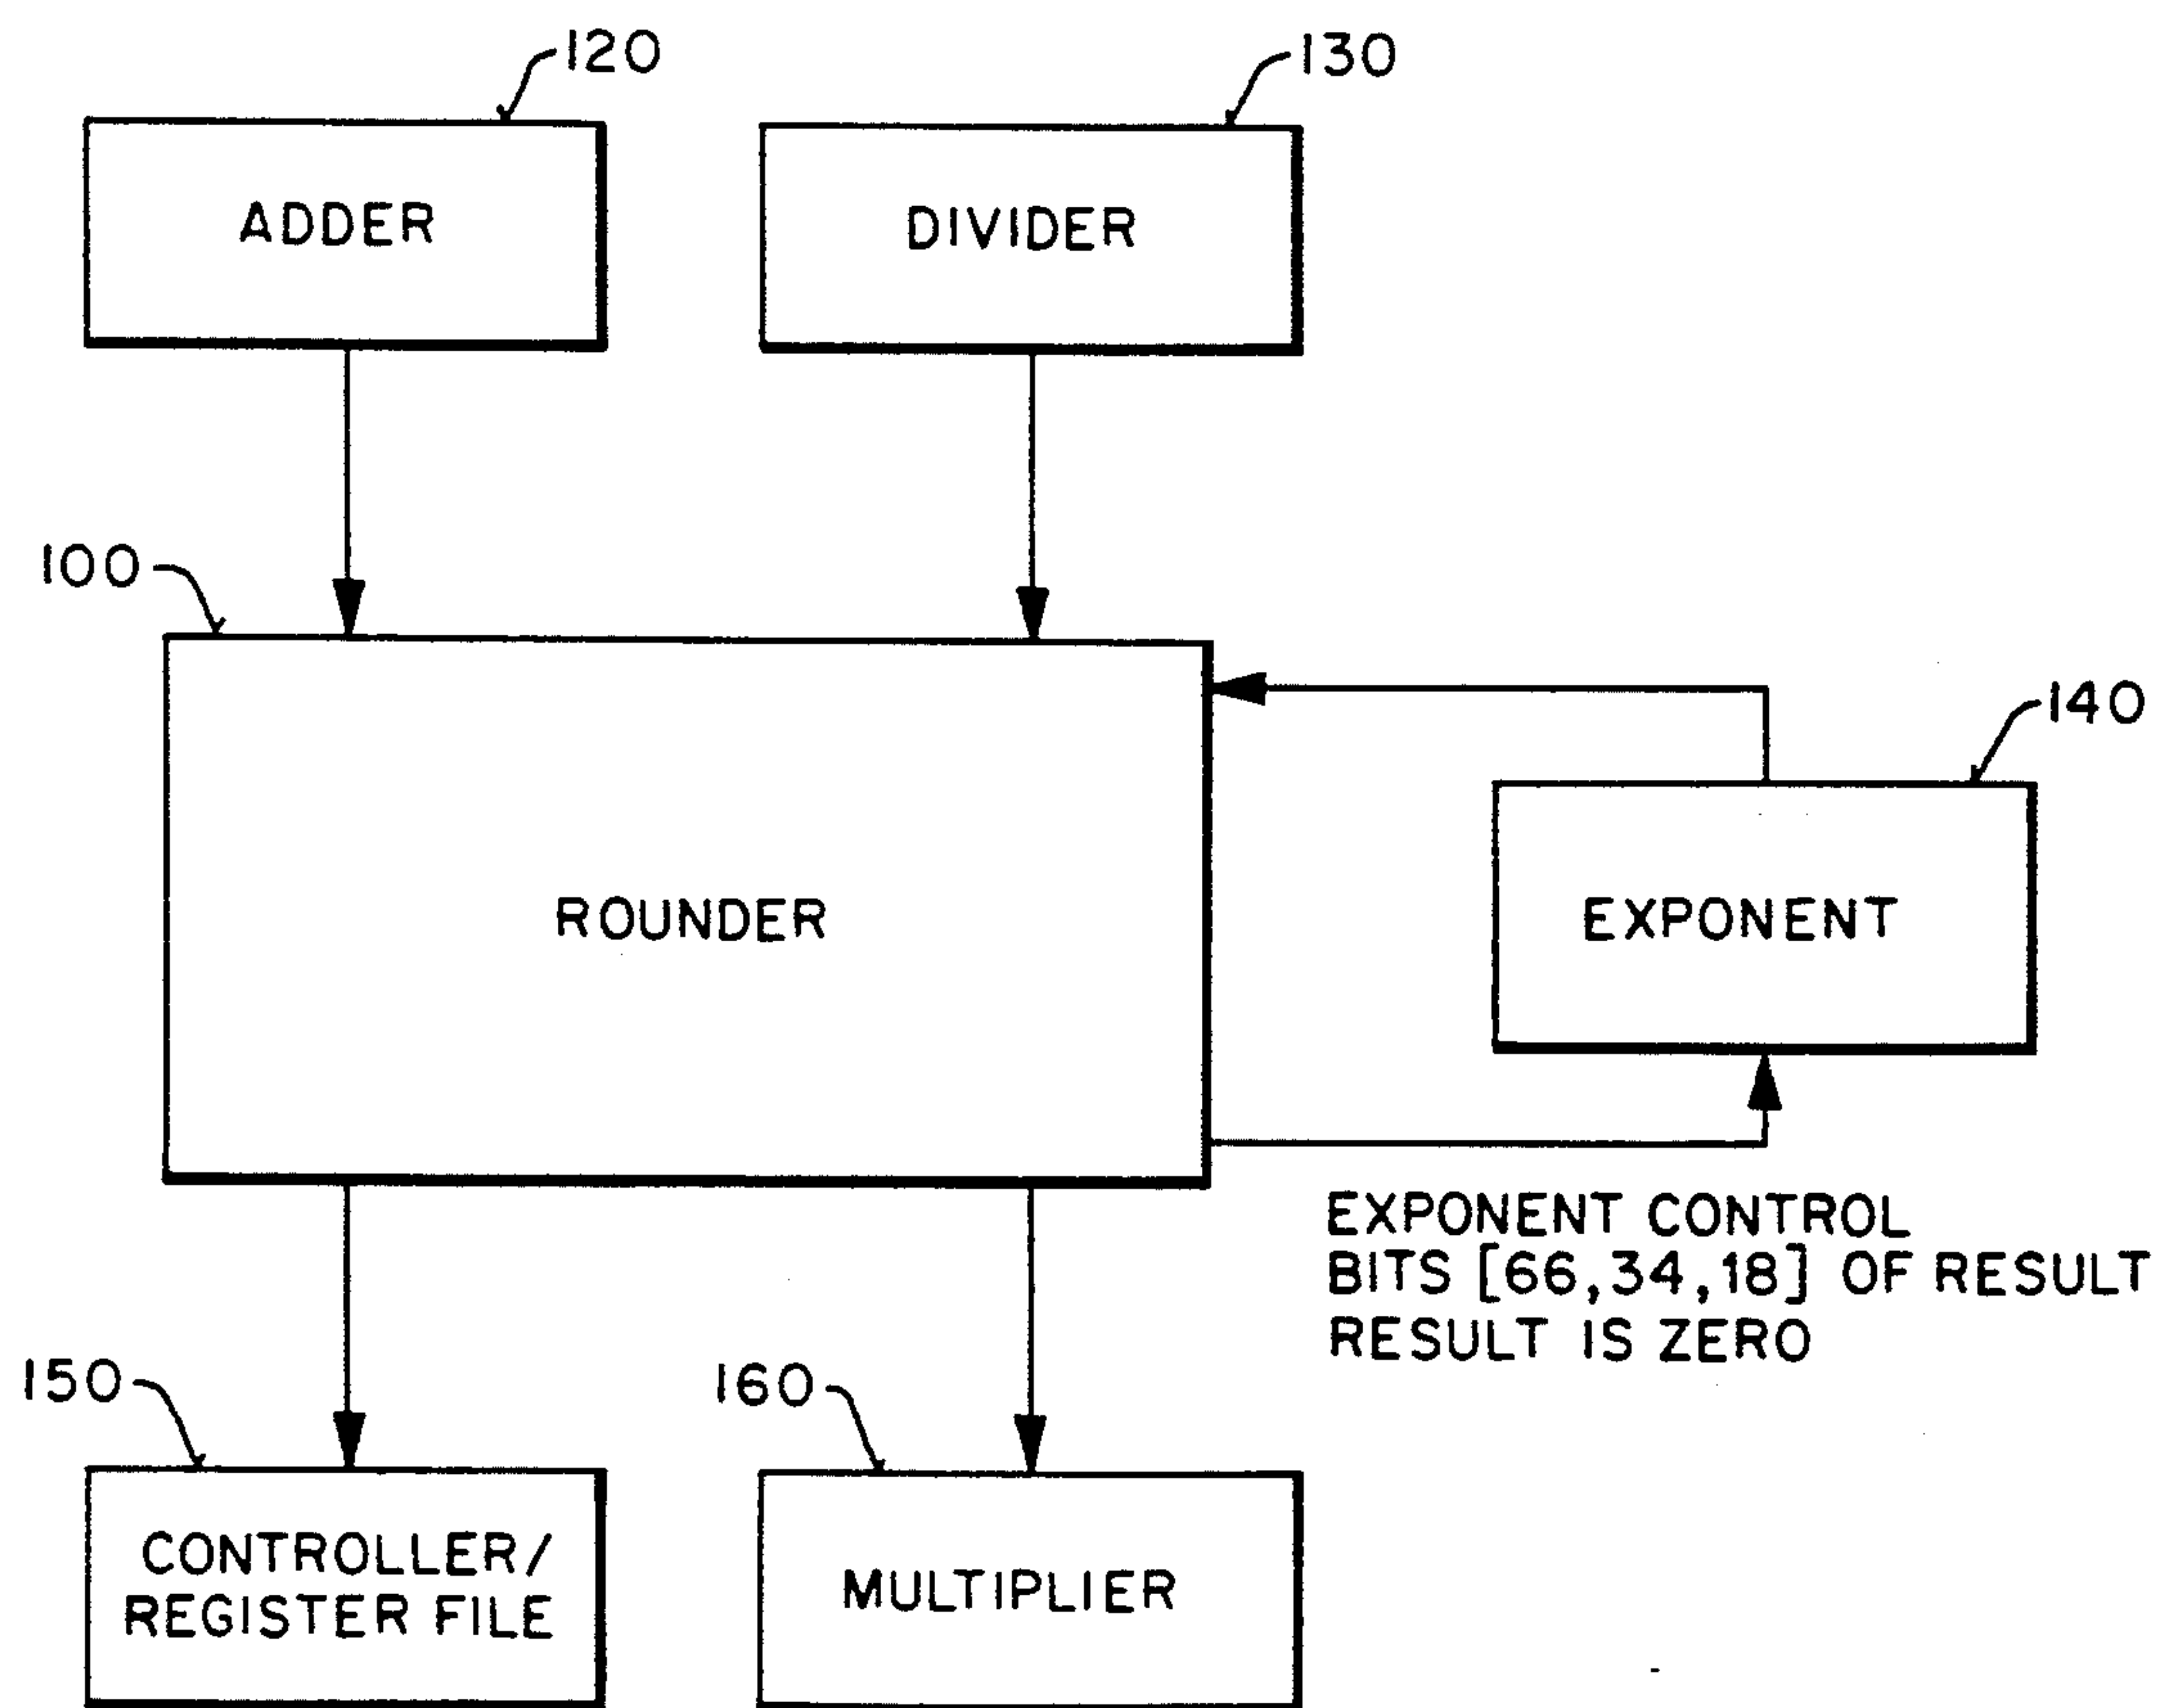 120
130
ADDER
DIVIDER
100
140
ROUNDER
EXPONENT
EXPONENT CONTROL
BITS [66,34,18] OF RESULT
RESULT IS ZERO
150
160
CONTROLLER/
REGISTER FILE
MULTIPLIER